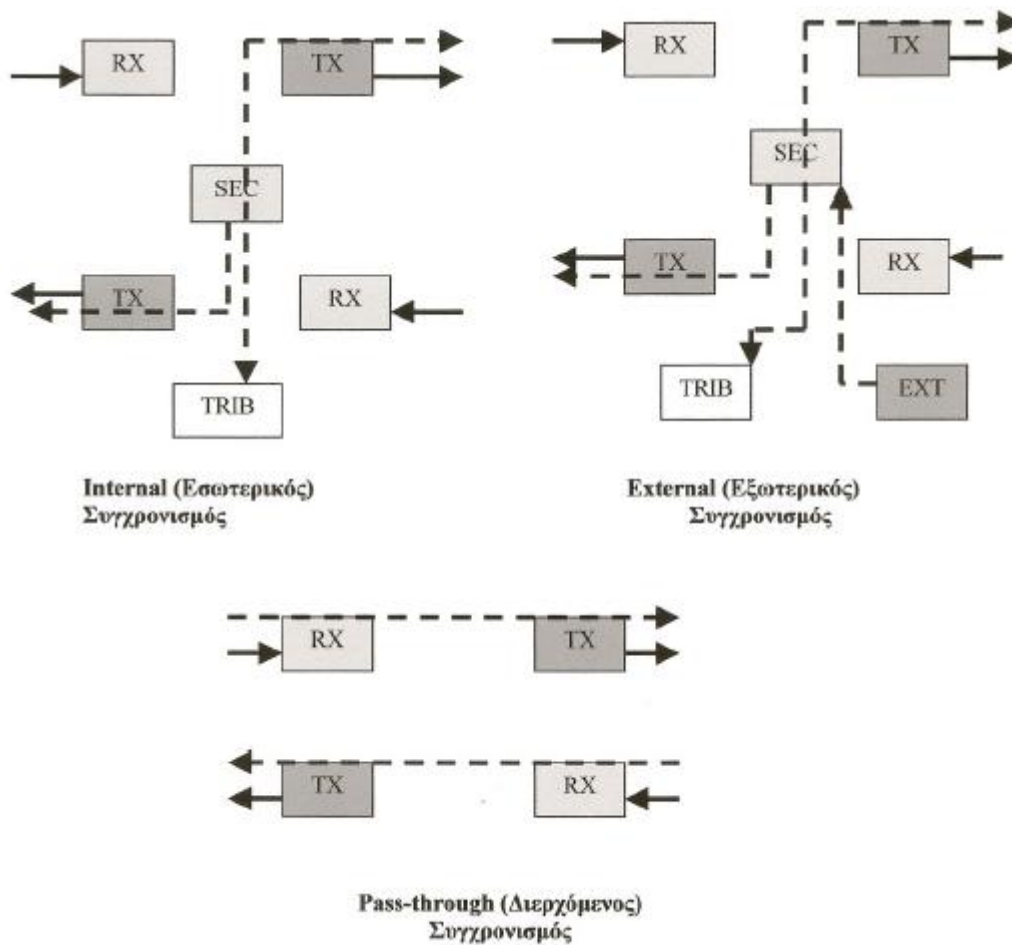 RX
TX
SEC
TX
RX
TRIB
Internal (Εσωτερικός)
Συγχρονισμός
RX
TX
SEC
TX
RX
TRIB
EXT
External (Εξωτερικός)
Συγχρονισμός
RX
TX
TX
RX
Pass-through (Διερχόμενος)
Συγχρονισμός